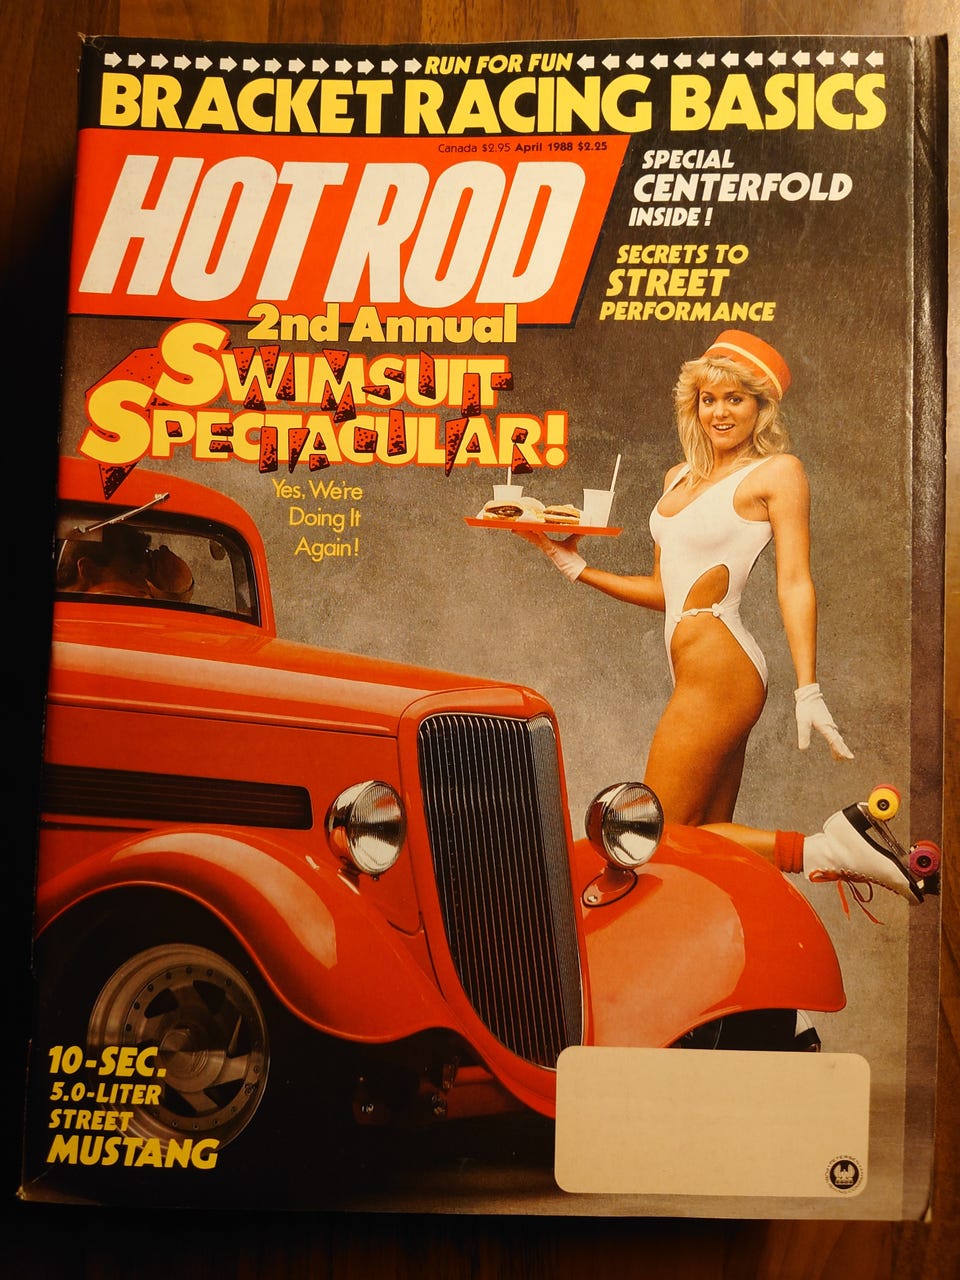 RUN FOR FUN
BRACKET RACING BASICS
Canada $2.95 April 1988 $2.25
HOT ROD
SPECIAL
CENTERFOLD
INSIDE!
SECRETS TO
STREET
PERFORMANCE
2nd Annual
SWIMSUIT
SPECTACULAR!
Yes, We're
Doing It
Again!
10-SEC.
5.0-LITER
STREET
MUSTANG